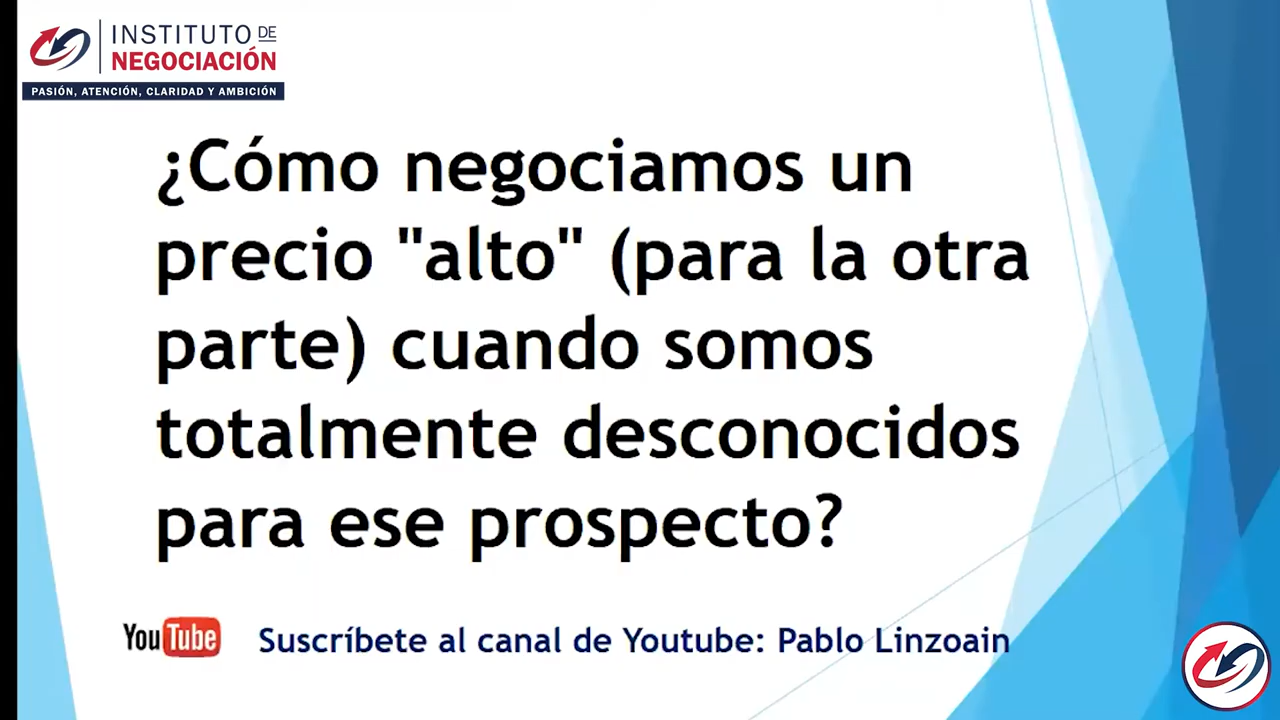 INSTITUTO DE
NEGOCIACIÓN
PASIÓN, ATENCIÓN, CLARIDAD Y AMBICIÓN
¿Cómo negociamos un
precio "alto" (para la otra
parte) cuando somos
totalmente desconocidos
para ese prospecto?
YouTube Suscríbete al canal de Youtube: Pablo Linzoain